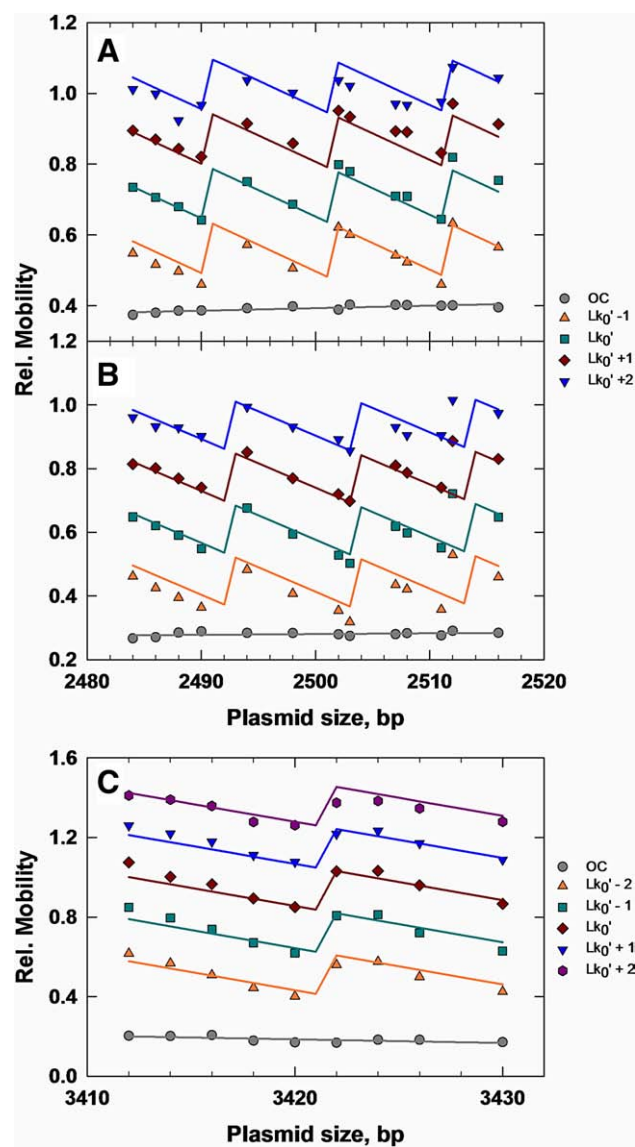 A
1.2
1.0
0.8
0.6
0.4
1.2
Rel. Mobility
OC
Lk0' -1
Lk0'
Lk0' +1
Lk0' +2
B
1.0
0.8
0.6
0.4
0.2
2480 2490 2500 2510 2520
Plasmid size, bp
C
1.6
1.2
0.8
0.4
0.0
Rel. Mobility
OC
Lk0' - 2
Lk0' - 1
Lk0'
Lk0' + 1
Lk0' + 2
3410 3420 3430
Plasmid size, bp